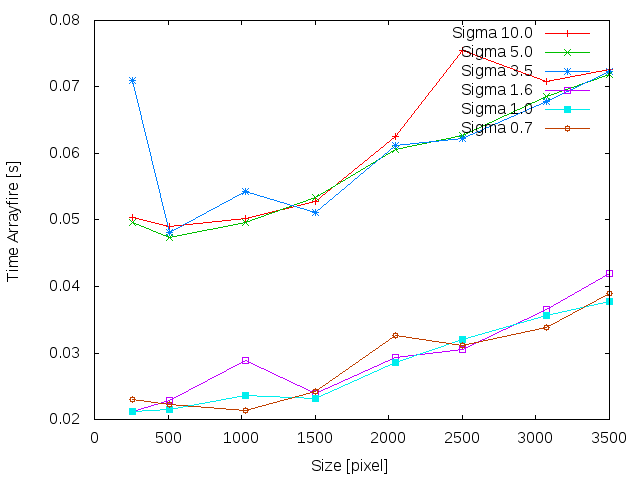 0.08
0.07
0.06
0.05
0.04
0.03
0.02
Time Arrayfire [s]
Sigma 10.0
Sigma 5.0
Sigma 3.5
Sigma 1.6
Sigma 1.0
Sigma 0.7
0 500 1000 1500 2000 2500 3000 3500
Size [pixel]